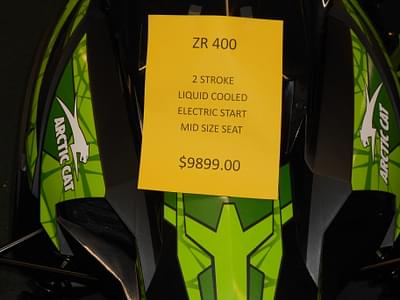 ZR 400
2 STROKE
LIQUID COOLED
ELECTRIC START
MID SIZE SEAT
$9899.00
ARCTIC CAT
ARCTIC CAT